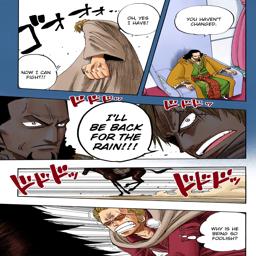 YOU HAVEN'T
CHANGED.
OH, YES
I HAVE!
ゴオオ...
NOW I CAN
FIGHT!!
ドドドッ
ドドドッ
I'LL
BE BACK
FOR THE
RAIN!!!
ドドドッ
ドドドッ
WHY IS HE
BEING SO
FOOLISH?